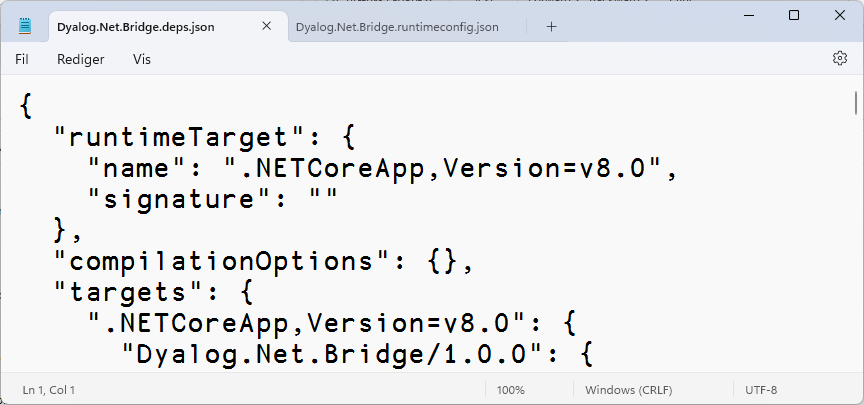 Dyalog.Net.Bridge.deps.json
Dyalog.Net.Bridge.runtimeconfig.json
Fil Rediger Vis
{
  "runtimeTarget": {
    "name": ".NETCoreApp,Version=v8.0",
    "signature": ""
  },
  "compilationOptions": {},
  "targets": {
    ".NETCoreApp,Version=v8.0": {
      "Dyalog.Net.Bridge/1.0.0": {
Ln 1, Col 1 100% Windows (CRLF) UTF-8